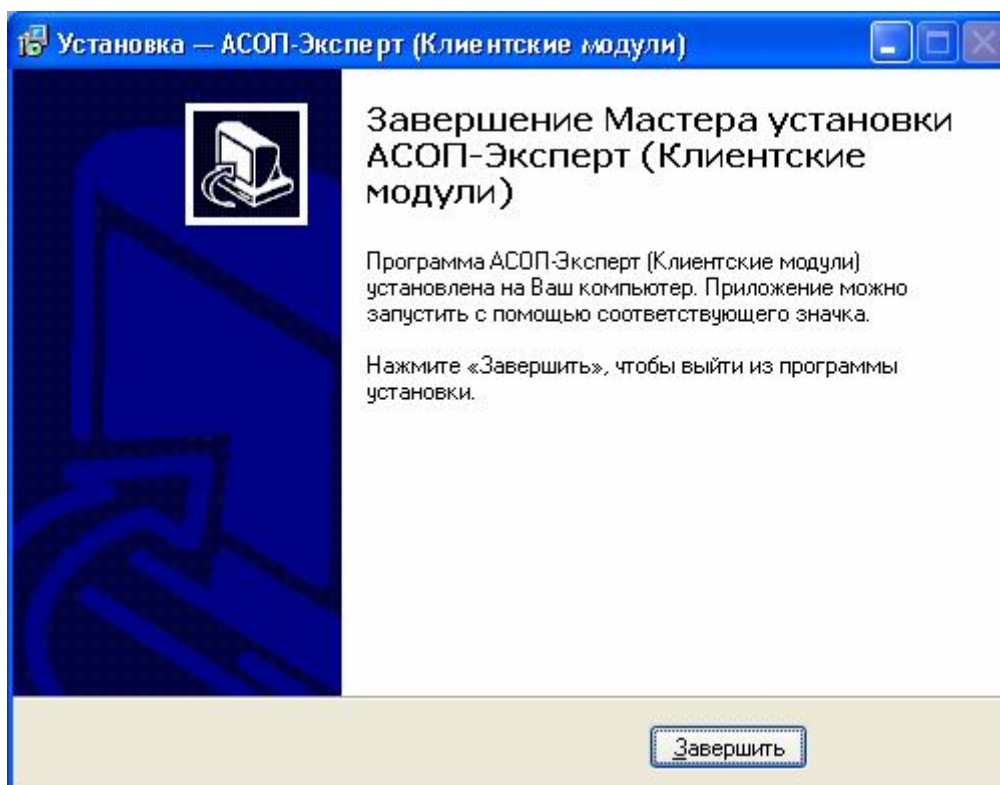 Установка — АСОП-Эксперт (Клиентские модули)
Завершение Мастера установки
АСОП-Эксперт (Клиентские
модули)
Программа АСОП-Эксперт (Клиентские модули)
установлена на Ваш компьютер. Приложение можно
запустить с помощью соответствующего значка.
Нажмите «Завершить», чтобы выйти из программы
установки.
Завершить